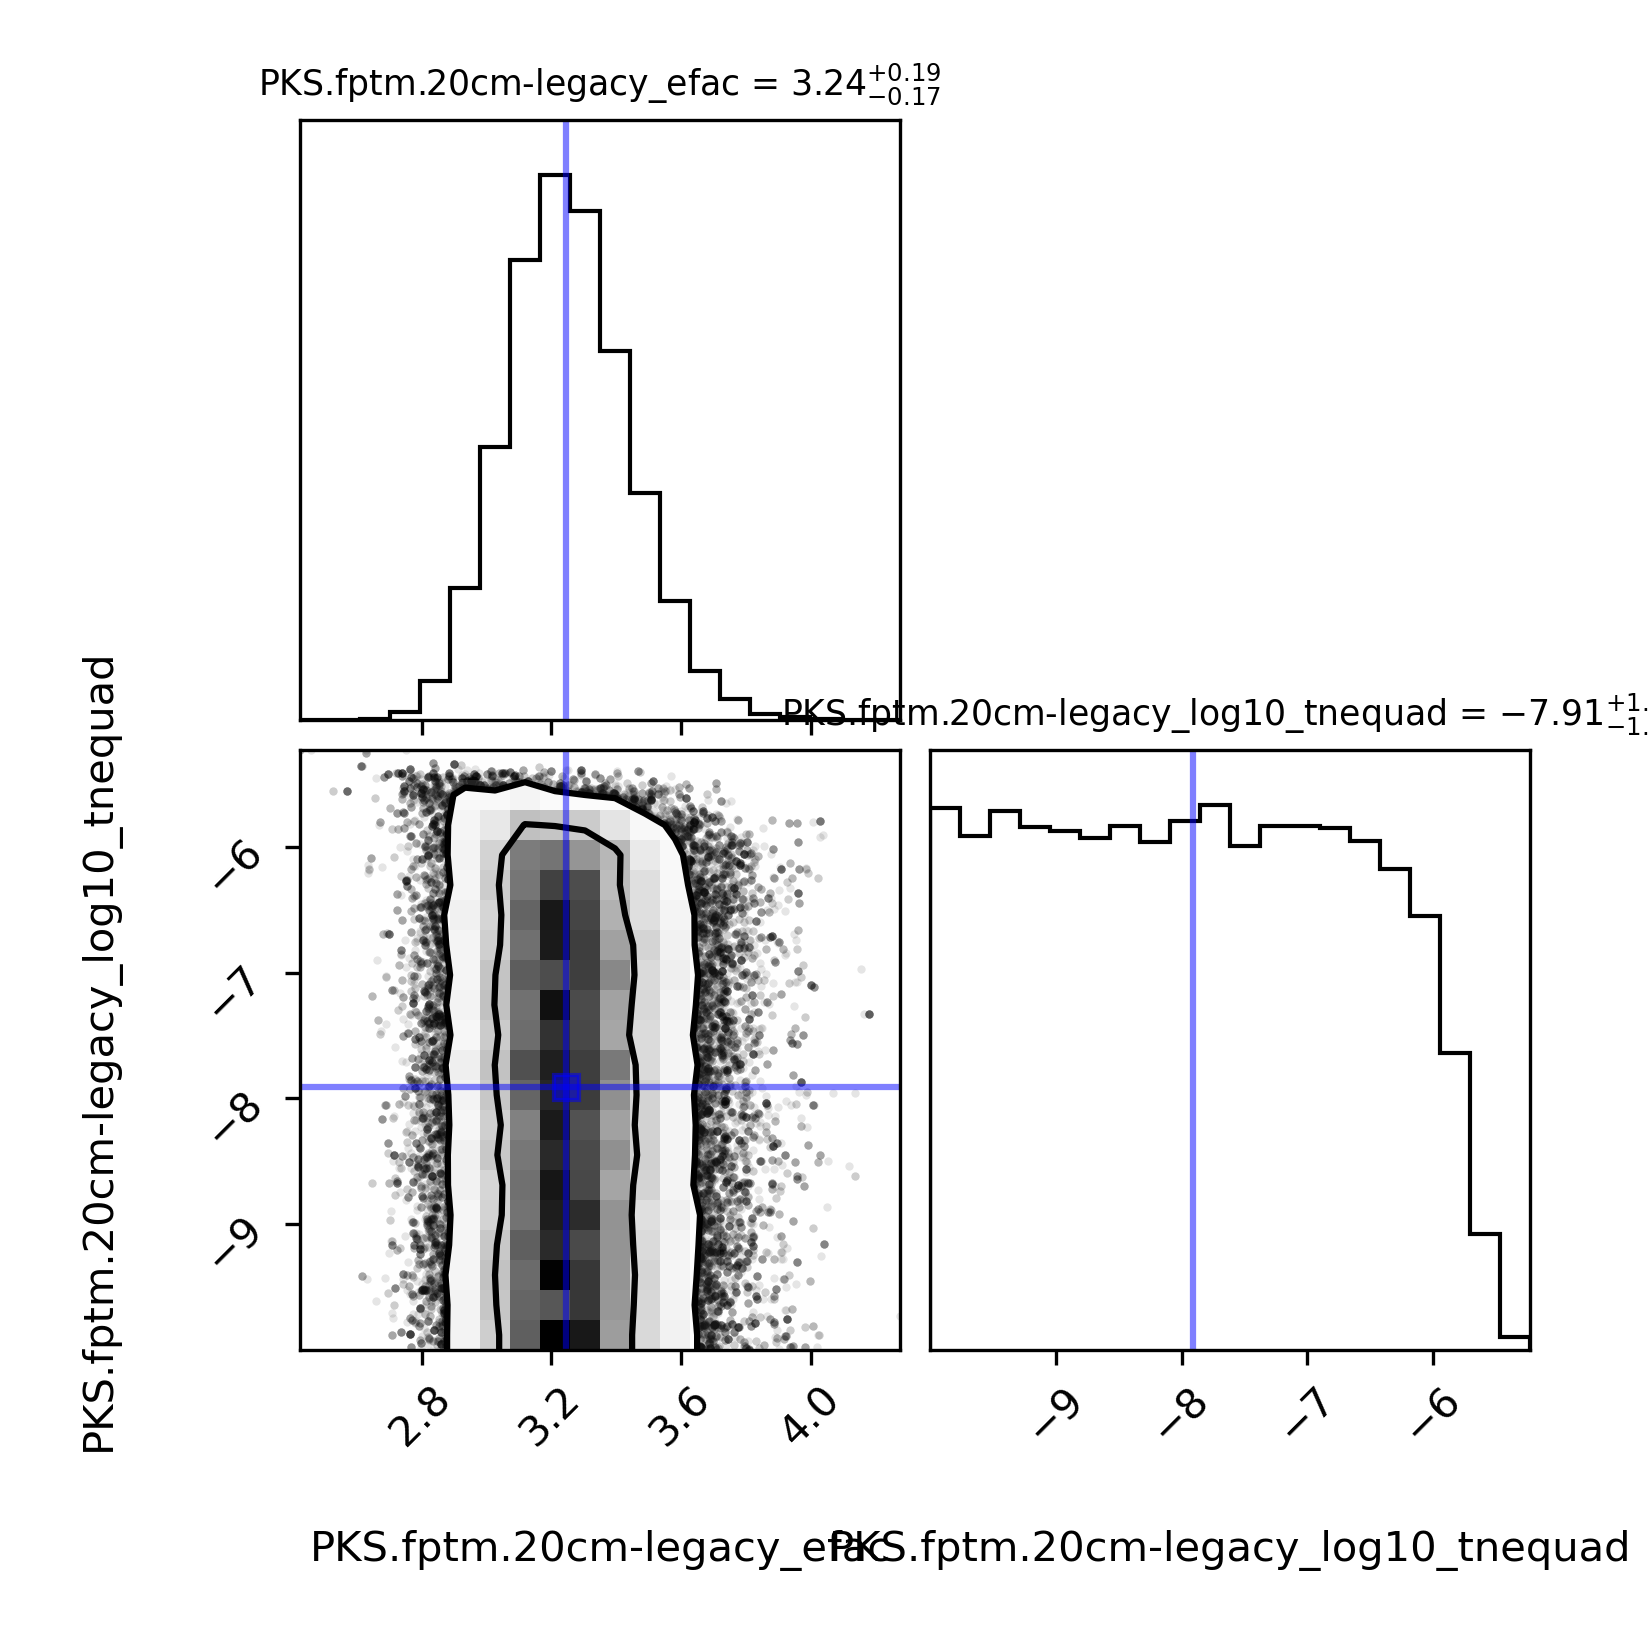 PKS.fptm.20cm-legacy_efac = 3.24+0.19
−0.17
PKS.fptm.20cm-legacy_log10_tnequad = −7.91+1.
−1.
PKS.fptm.20cm-legacy_log10_tnequad
−6
−7
−8
−9
2.8
3.2
3.6
4.0
−9
−8
−7
−6
PKS.fptm.20cm-legacy_efac
PKS.fptm.20cm-legacy_log10_tnequad